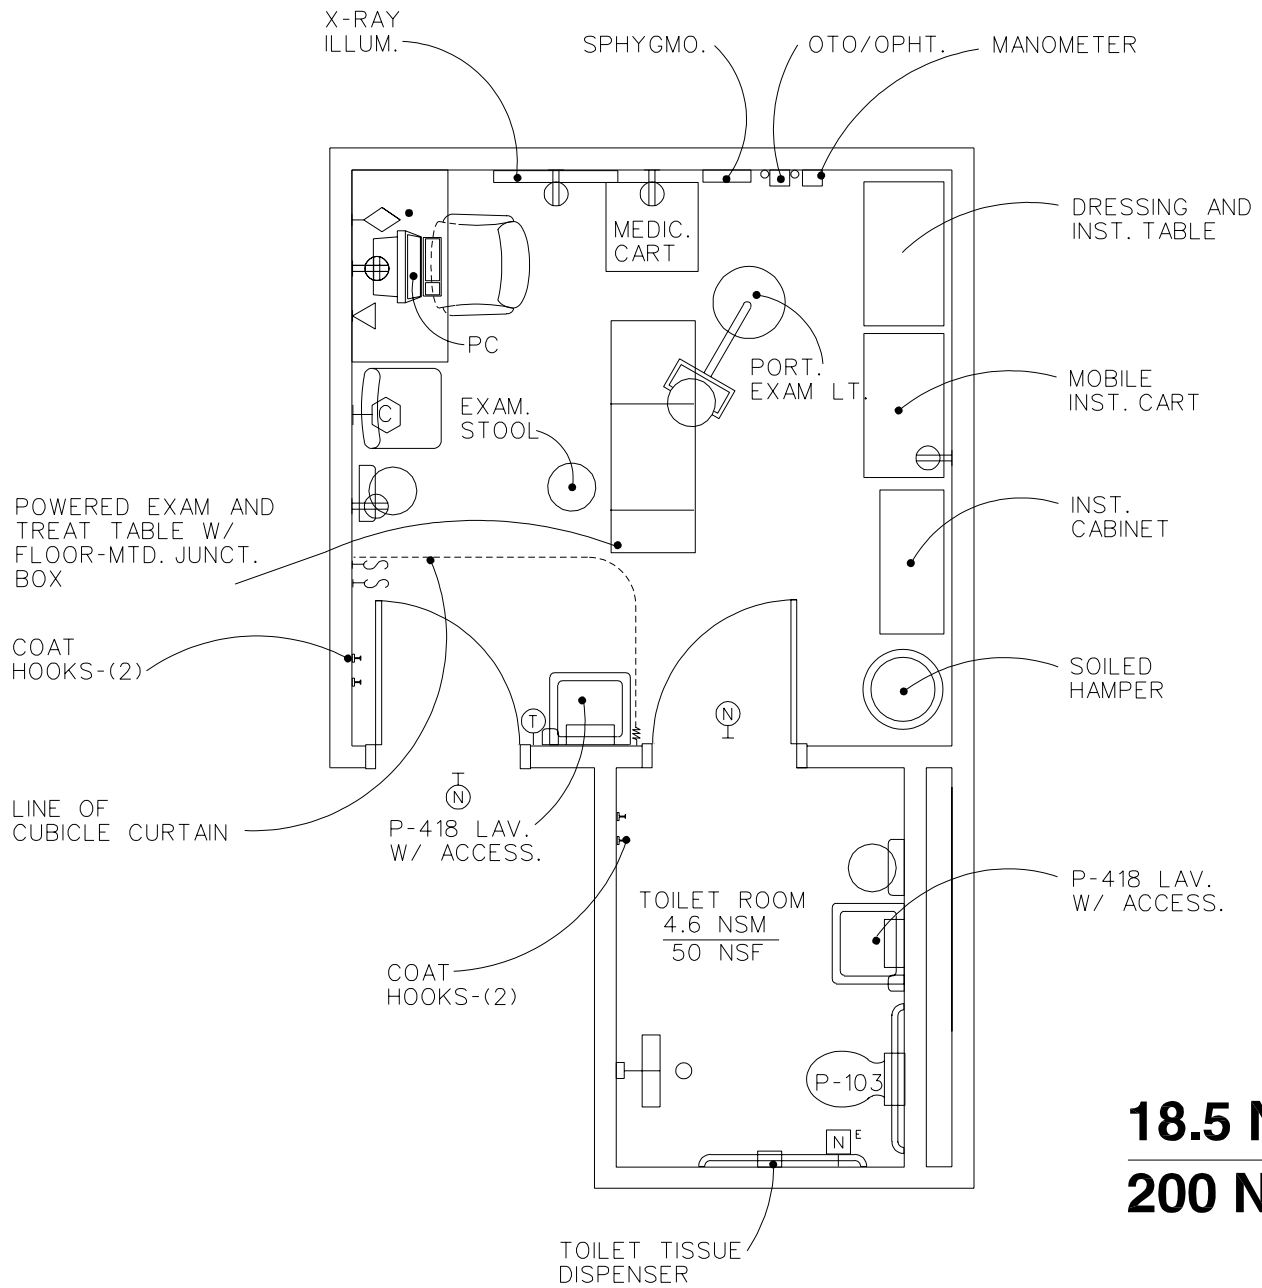 X-RAY
ILLUM.
SPHYGMO.
OTO/OPHT.
MANOMETER
DRESSING AND
INST. TABLE
MEDIC.
CART
PC
PORT.
EXAM LT.
MOBILE
INST. CART
C
EXAM.
STOOL
POWERED EXAM AND
TREAT TABLE W/
FLOOR-MTD. JUNCT.
BOX
INST.
CABINET
COAT
HOOKS-(2)
SOILED
HAMPER
T
N
N
LINE OF
CUBICLE CURTAIN
P-418 LAV.
W/ ACCESS.
P-418 LAV.
W/ ACCESS.
TOILET ROOM
4.6 NSM
50 NSF
COAT
HOOKS-(2)
P-103
N E
18.5 N
200 N
TOILET TISSUE
DISPENSER